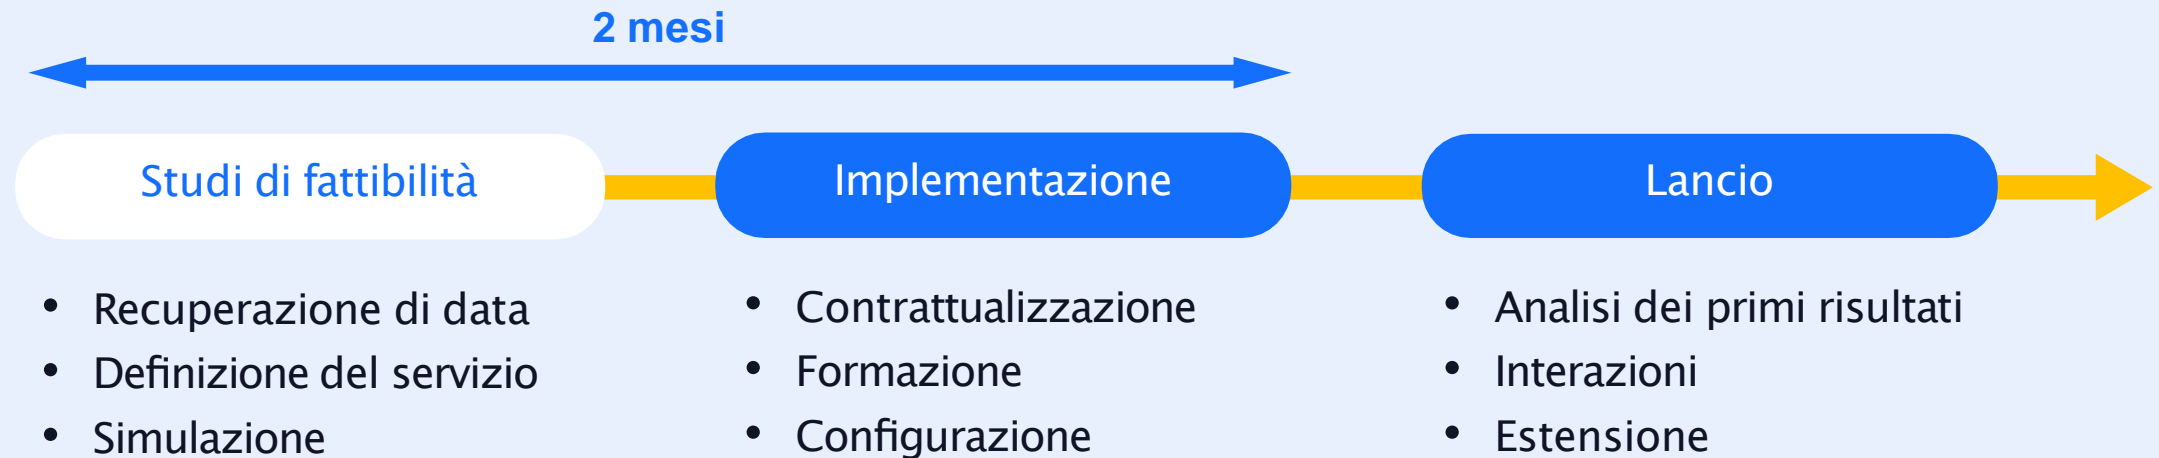 2 mesi
Studi di fattibilità
Implementazione
Lancio
• Recuperazione di data
• Definizione del servizio
• Simulazione
• Contrattualizzazione
• Formazione
• Configurazione
• Analisi dei primi risultati
• Interazioni
• Estensione